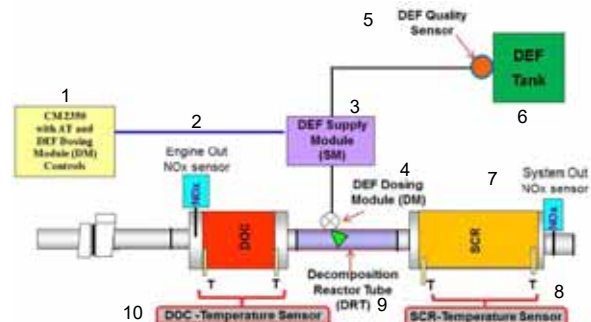 5
DEF Quality
Sensor
DEF
Tank
6
1
CM2350
with AT and
DEF Dosing
Module (DM)
Controls
2
3
DEF Supply
Module
(SM)
Engine Out
NOx sensor
NOx
4
DEF Dosing
Module (DM)
7
System Out
NOx sensor
NOx
DOC
SCR
T
T
Decomposition
Reactor Tube
(DRT)
9
T
T
8
10
DOC -Temperature Sensor
SCR-Temperature Sensor